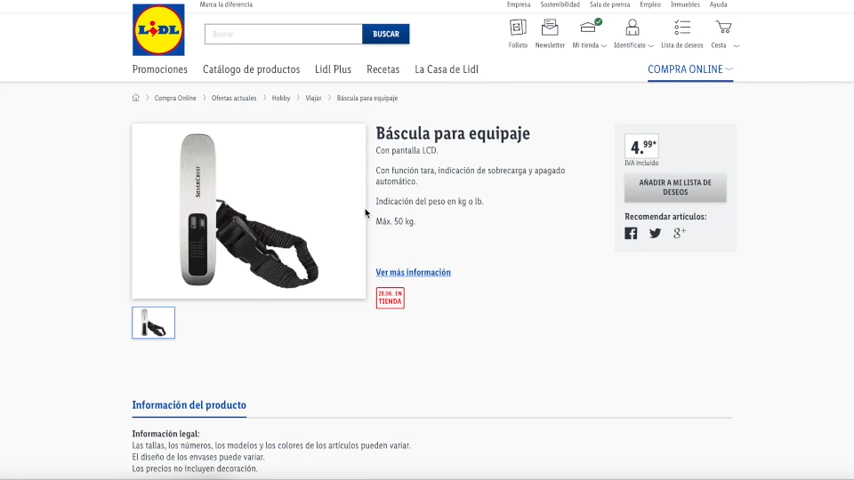 Marca la diferencia
Empresa Sostenibilidad Sala de prensa Empleo Inmuebles Ayuda
LIDL
Buscar
BUSCAR
Folleto Newsletter Mi tienda Identifícate Lista de deseos Cesta
Promociones Catálogo de productos Lidl Plus Recetas La Casa de Lidl
COMPRA ONLINE
Compra Online Ofertas actuales Hobby Viajar Báscula para equipaje
SILVERCREST
Báscula para equipaje
Con pantalla LCD.
Con función tara, indicación de sobrecarga y apagado
automático.
Indicación del peso en kg o lb.
Máx. 50 kg.
Ver más información
28.06. EN
TIENDA
4.99*
IVA incluido
AÑADIR A MI LISTA DE
DESEOS
Recomendar artículos:
g+
Información del producto
Información legal:
Las tallas, los números, los modelos y los colores de los artículos pueden variar.
El diseño de los envases puede variar.
Los precios no incluyen decoración.